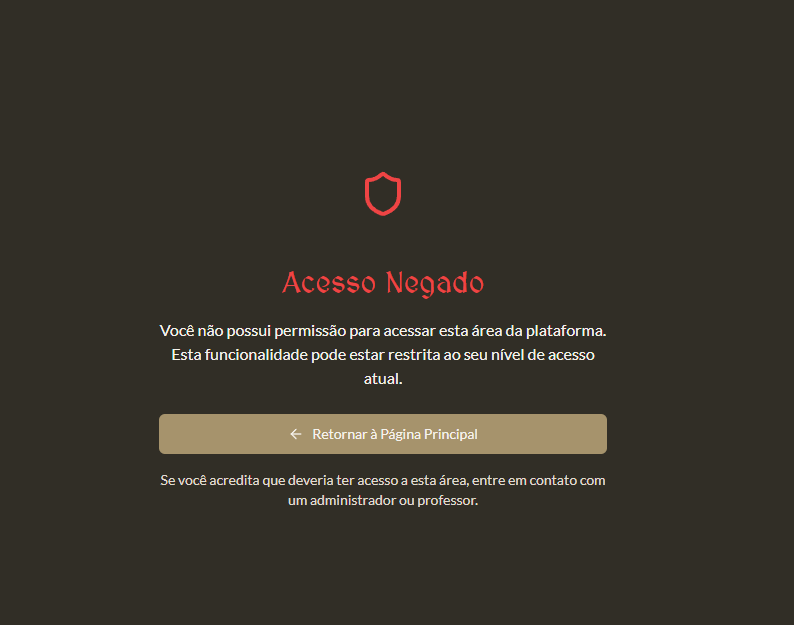 Acesso Negado
Você não possui permissão para acessar esta área da plataforma.
Esta funcionalidade pode estar restrita ao seu nível de acesso
atual.
Retornar à Página Principal
Se você acredita que deveria ter acesso a esta área, entre em contato com
um administrador ou professor.